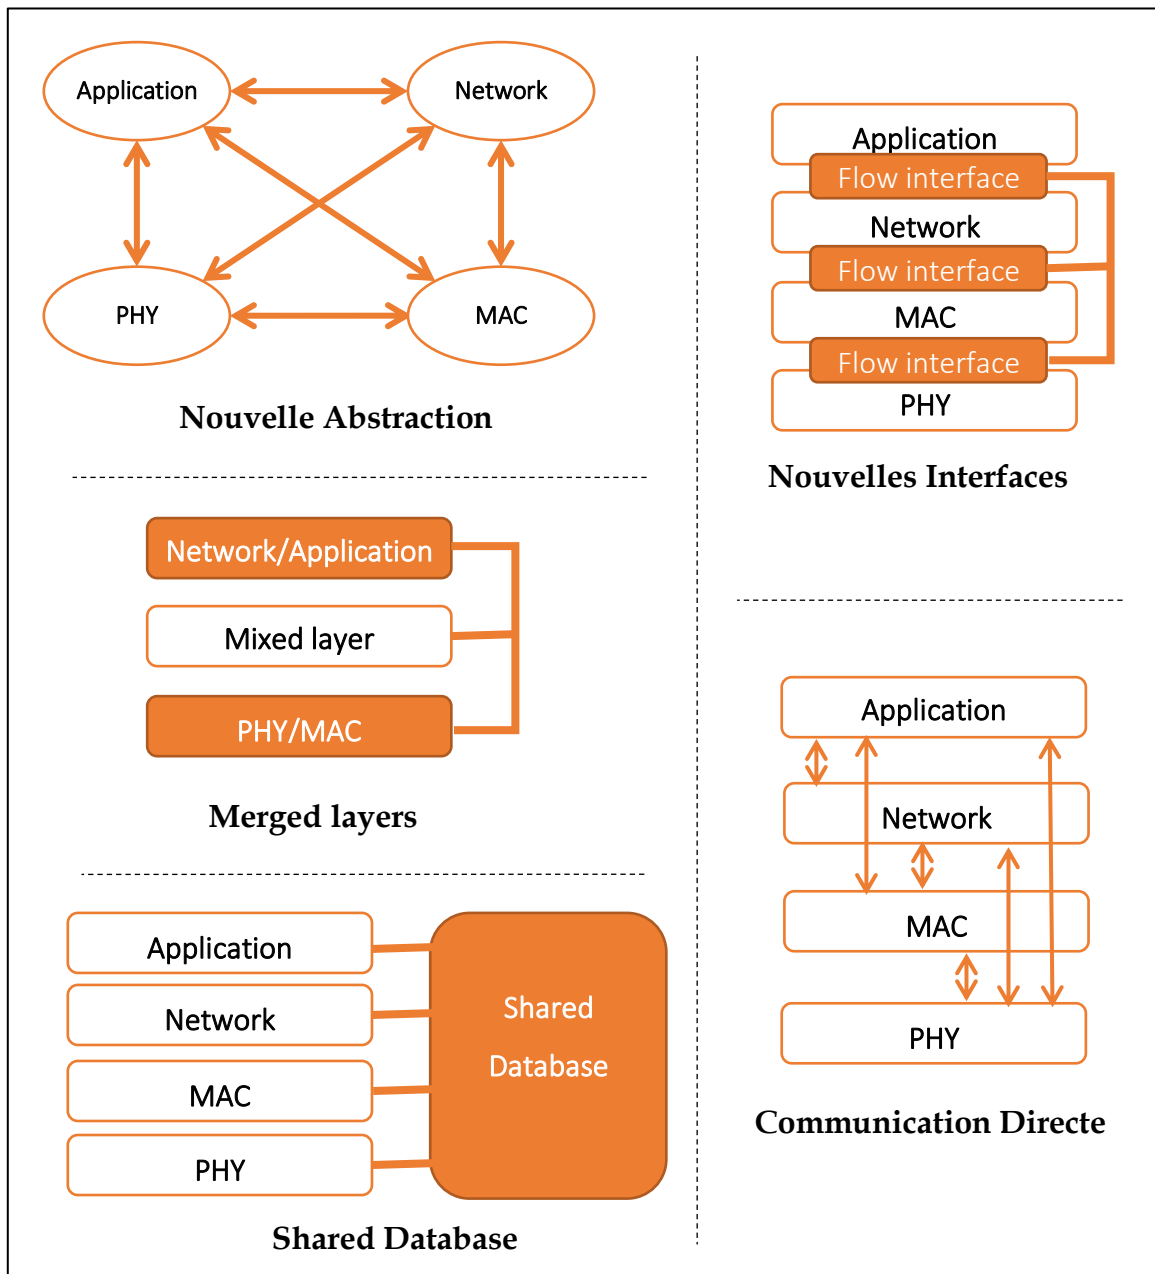 Application
Network
PHY
MAC
Nouvelle Abstraction
Network/Application
Mixed layer
PHY/MAC
Merged layers
Application
Network
MAC
PHY
Shared
Database
Shared Database
Application
Flow interface
Network
Flow interface
MAC
Flow interface
PHY
Nouvelles Interfaces
Application
Network
MAC
PHY
Communication Directe